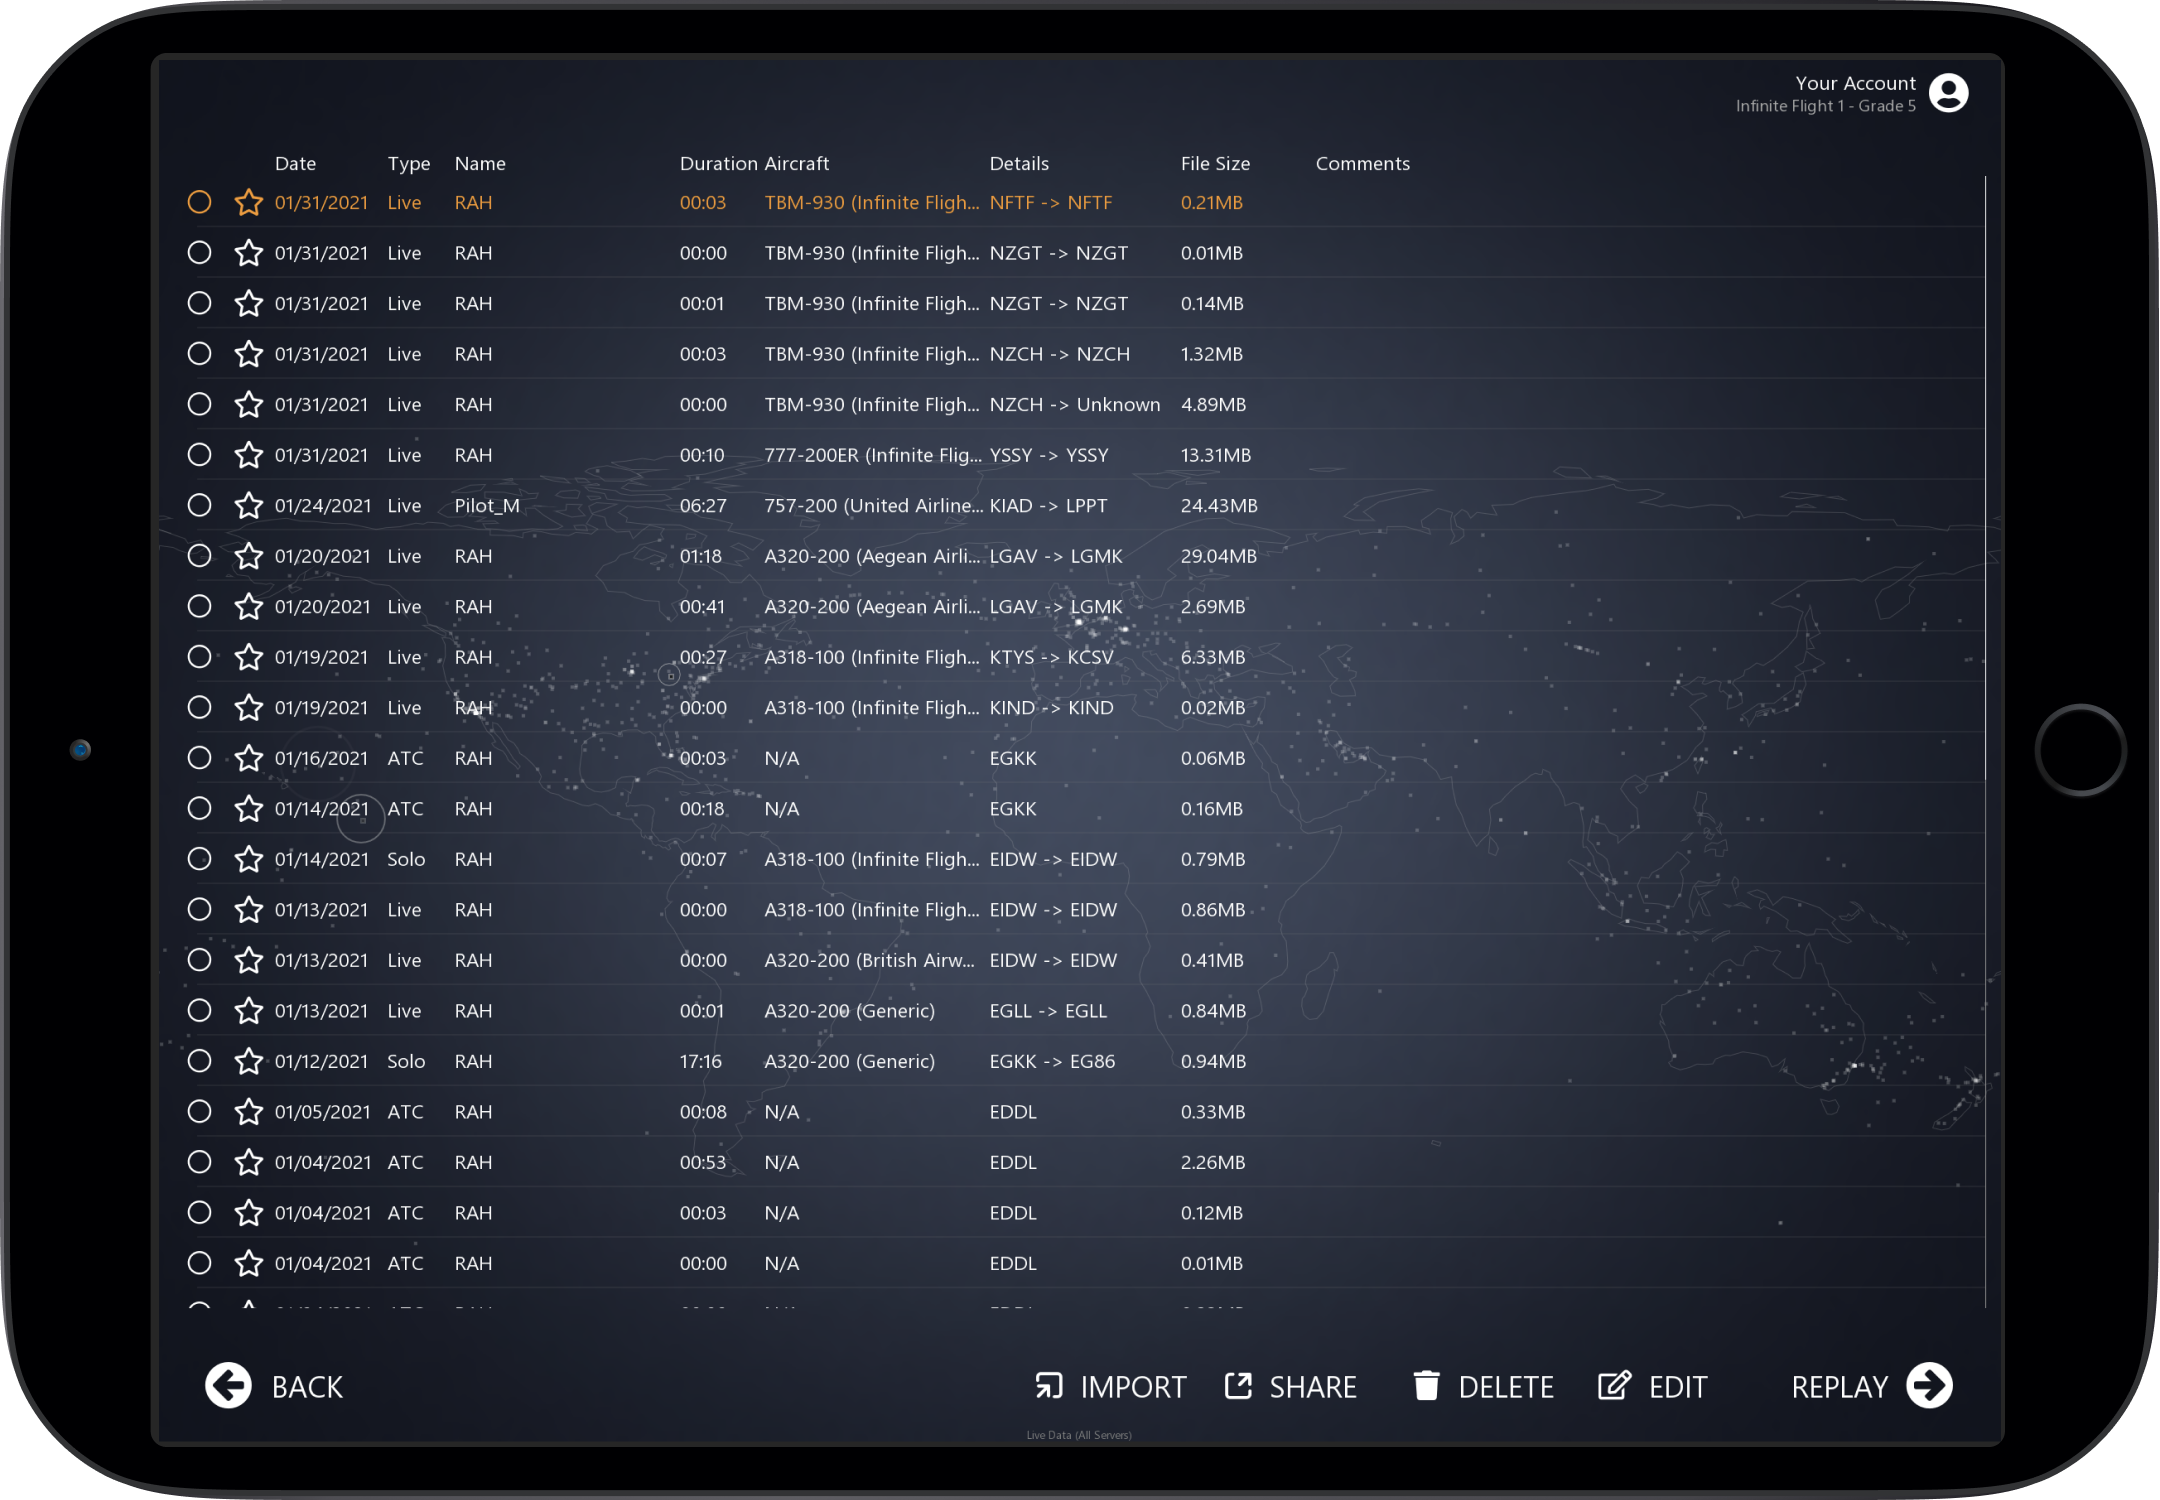 Your Account
Infinite Flight 1 - Grade 5
Date Type Name Duration Aircraft Details File Size Comments
01/31/2021 Live RAH 00:03 TBM-930 (Infinite Fligh... NFTF -> NFTF 0.21MB
01/31/2021 Live RAH 00:00 TBM-930 (Infinite Fligh... NZGT -> NZGT 0.01MB
01/31/2021 Live RAH 00:01 TBM-930 (Infinite Fligh... NZGT -> NZGT 0.14MB
01/31/2021 Live RAH 00:03 TBM-930 (Infinite Fligh... NZCH -> NZCH 1.32MB
01/31/2021 Live RAH 00:00 TBM-930 (Infinite Fligh... NZCH -> Unknown 4.89MB
01/31/2021 Live RAH 00:10 777-200ER (Infinite Flig... YSSY -> YSSY 13.31MB
01/24/2021 Live Pilot_M 06:27 757-200 (United Airline... KIAD -> LPPT 24.43MB
01/20/2021 Live RAH 01:18 A320-200 (Aegean Airli... LGAV -> LGMK 29.04MB
01/20/2021 Live RAH 00:41 A320-200 (Aegean Airli... LGAV -> LGMK 2.69MB
01/19/2021 Live RAH 00:27 A318-100 (Infinite Fligh... KTYS -> KCSV 6.33MB
01/19/2021 Live RAH 00:00 A318-100 (Infinite Fligh... KIND -> KIND 0.02MB
01/16/2021 ATC RAH 00:03 N/A EGKK 0.06MB
01/14/2021 ATC RAH 00:18 N/A EGKK 0.16MB
01/14/2021 Solo RAH 00:07 A318-100 (Infinite Fligh... EIDW -> EIDW 0.79MB
01/13/2021 Live RAH 00:00 A318-100 (Infinite Fligh... EIDW -> EIDW 0.86MB
01/13/2021 Live RAH 00:00 A320-200 (British Airw... EIDW -> EIDW 0.41MB
01/13/2021 Live RAH 00:01 A320-200 (Generic) EGLL -> EGLL 0.84MB
01/12/2021 Solo RAH 17:16 A320-200 (Generic) EGKK -> EG86 0.94MB
01/05/2021 ATC RAH 00:08 N/A EDDL 0.33MB
01/04/2021 ATC RAH 00:53 N/A EDDL 2.26MB
01/04/2021 ATC RAH 00:03 N/A EDDL 0.12MB
01/04/2021 ATC RAH 00:00 N/A EDDL 0.01MB
BACK IMPORT SHARE DELETE EDIT REPLAY
Live Data (All Servers)